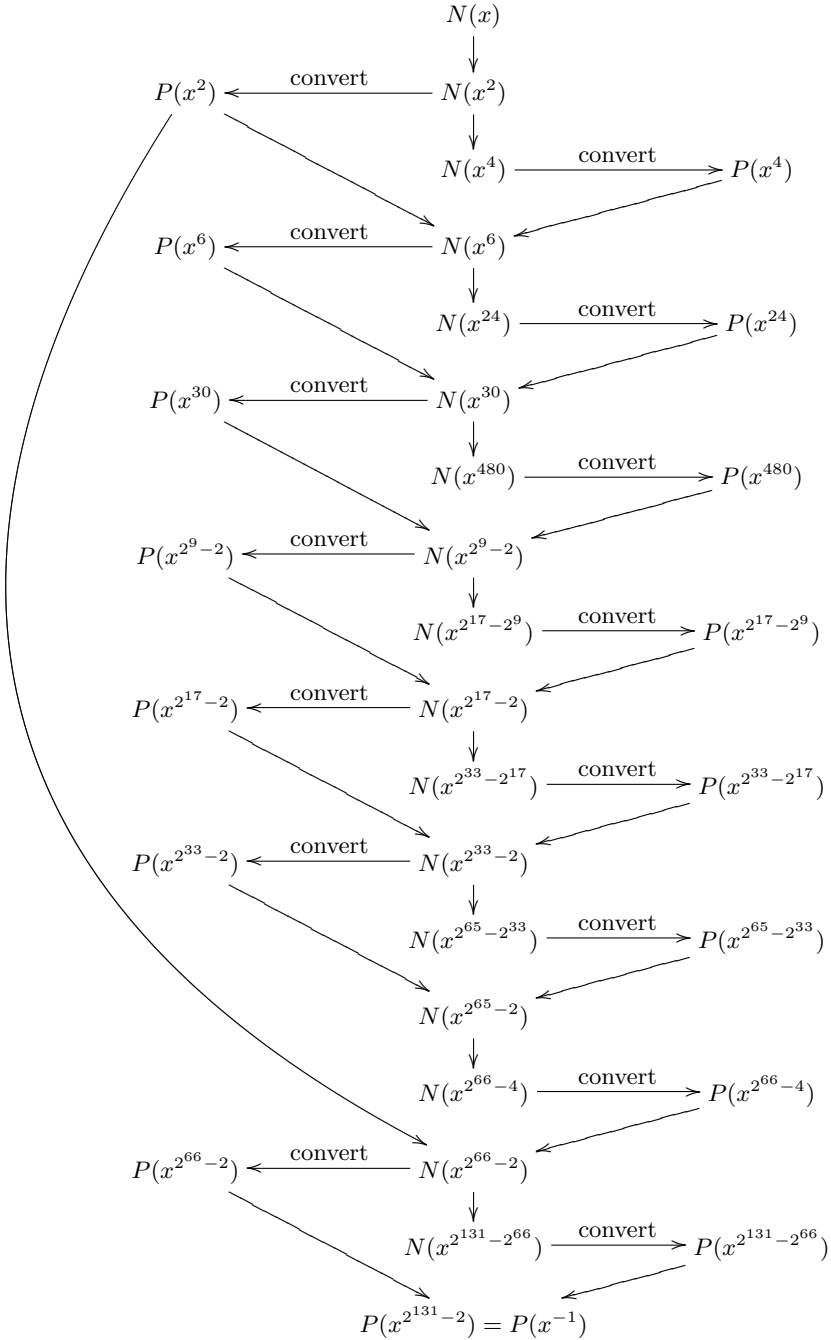 N(x)
P(x^2) convert N(x^2)
N(x^4) convert P(x^4)
P(x^6) convert N(x^6)
N(x^{24}) convert P(x^{24})
P(x^{30}) convert N(x^{30})
N(x^{480}) convert P(x^{480})
P(x^{2^9-2}) convert N(x^{2^9-2})
N(x^{2^{17}-2^9}) convert P(x^{2^{17}-2^9})
P(x^{2^{17}-2}) convert N(x^{2^{17}-2})
N(x^{2^{33}-2^{17}}) convert P(x^{2^{33}-2^{17}})
P(x^{2^{33}-2}) convert N(x^{2^{33}-2})
N(x^{2^{65}-2^{33}}) convert P(x^{2^{65}-2^{33}})
N(x^{2^{65}-2})
N(x^{2^{66}-4}) convert P(x^{2^{66}-4})
P(x^{2^{66}-2}) convert N(x^{2^{66}-2})
N(x^{2^{131}-2^{66}}) convert P(x^{2^{131}-2^{66}})
P(x^{2^{131}-2}) = P(x^{-1})